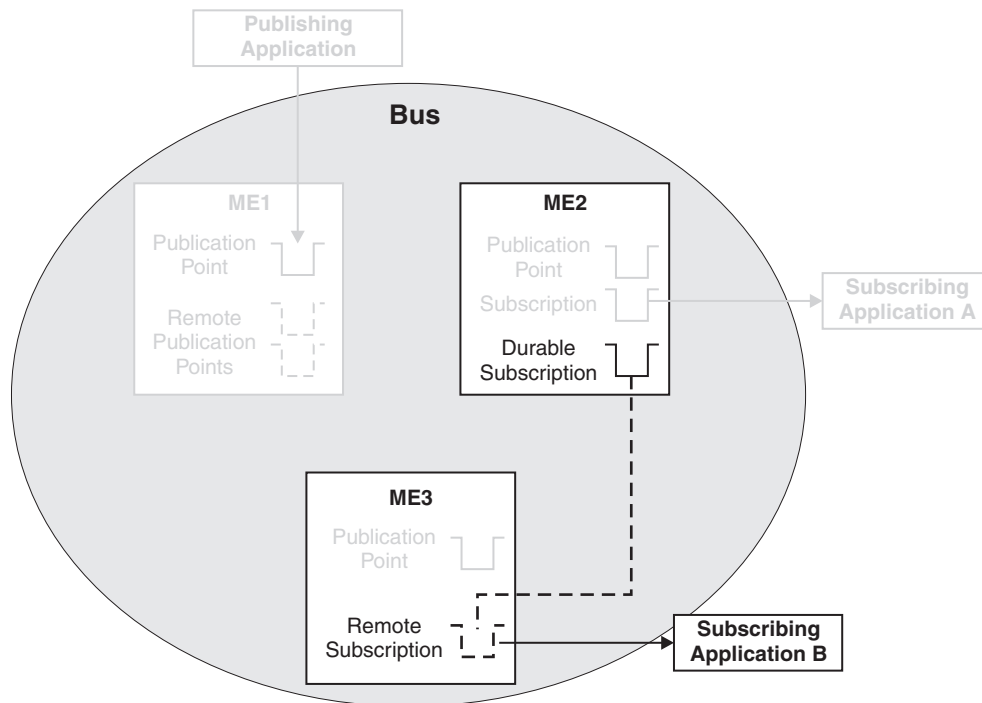 Publishing
Application
Bus
ME1
Publication
Point
Remote
Publication
Points
ME2
Publication
Point
Subscription
Durable
Subscription
Subscribing
Application A
ME3
Publication
Point
Remote
Subscription
Subscribing
Application B